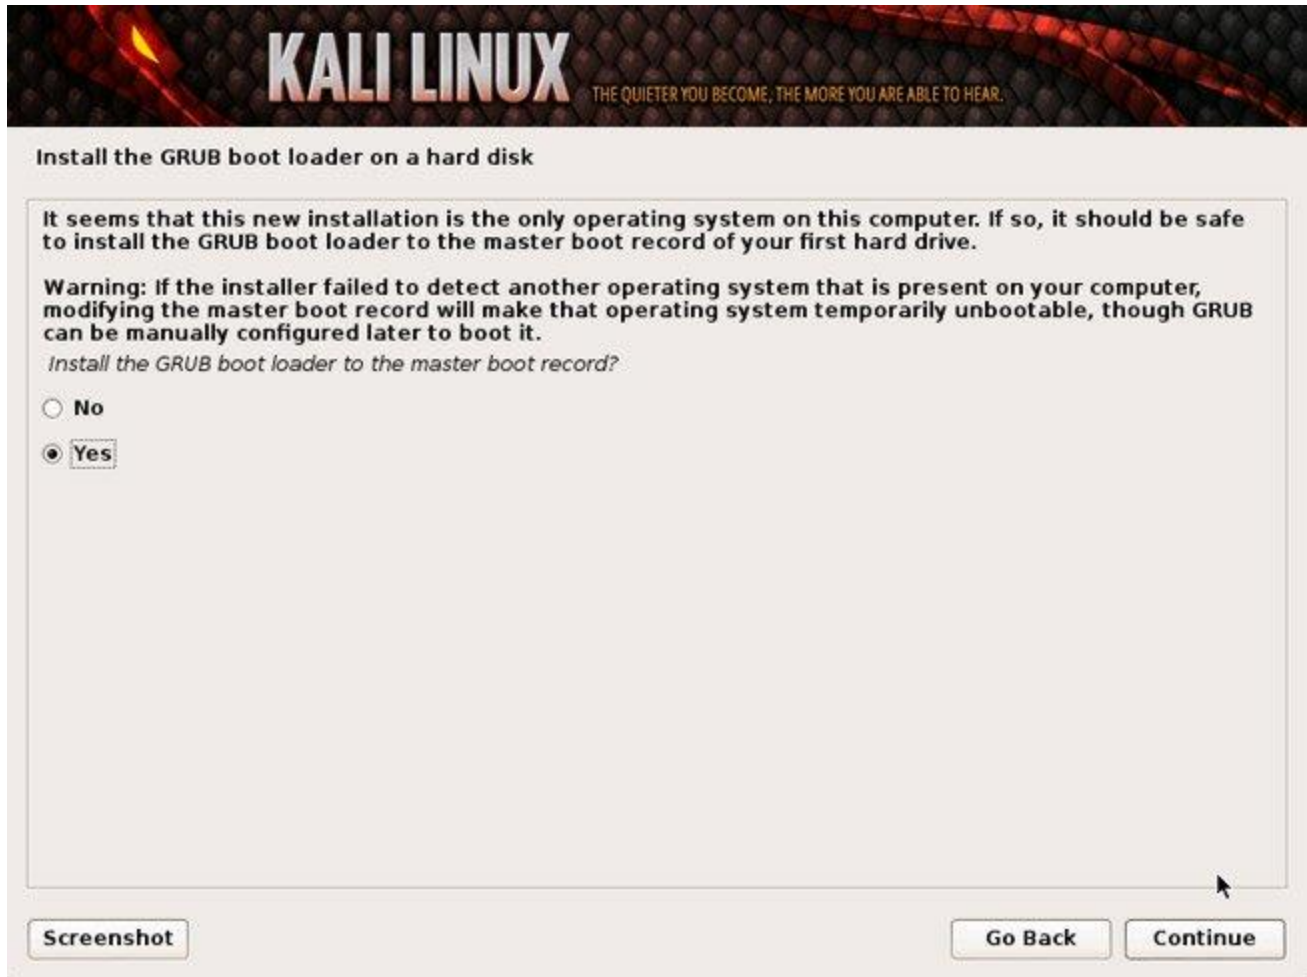 KALI LINUX THE QUIETER YOU BECOME, THE MORE YOU ARE ABLE TO HEAR.
Install the GRUB boot loader on a hard disk
It seems that this new installation is the only operating system on this computer. If so, it should be safe
to install the GRUB boot loader to the master boot record of your first hard drive.
Warning: If the installer failed to detect another operating system that is present on your computer,
modifying the master boot record will make that operating system temporarily unbootable, though GRUB
can be manually configured later to boot it.
Install the GRUB boot loader to the master boot record?
No
Yes
Screenshot Go Back Continue